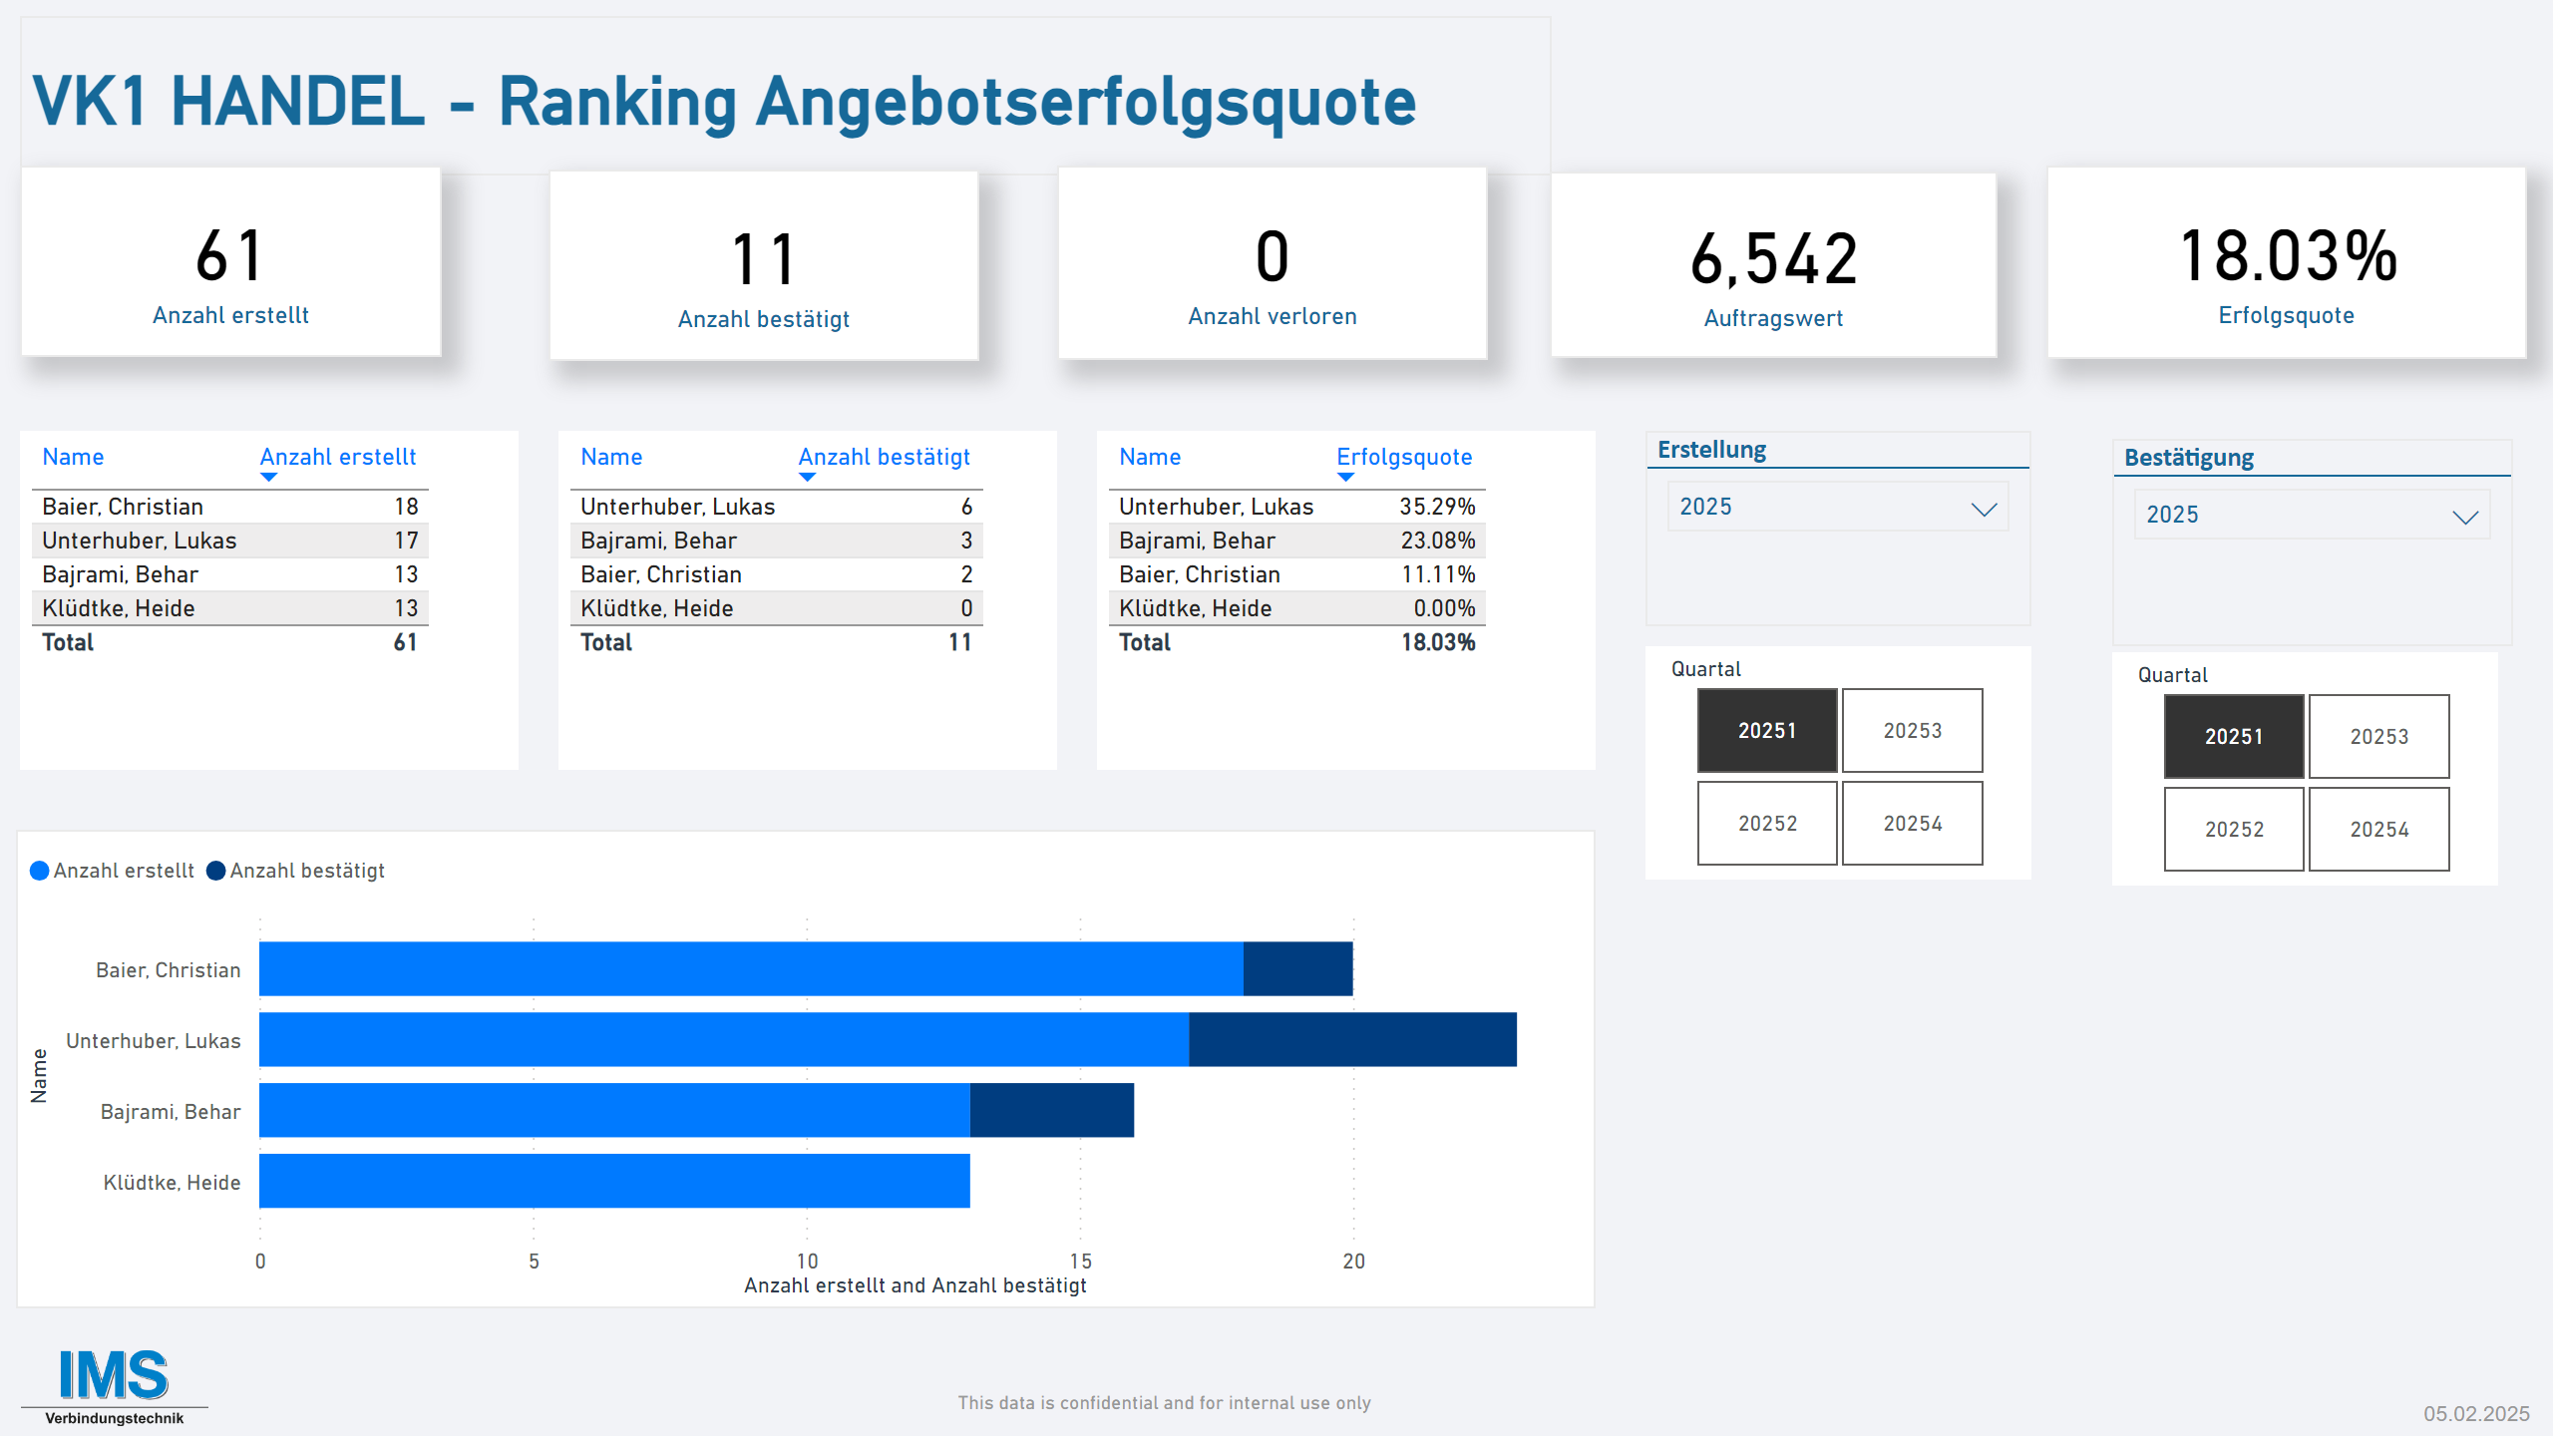 VK1 HANDEL - Ranking Angebotserfolgsquote
61
Anzahl erstellt
11
Anzahl bestätigt
0
Anzahl verloren
6,542
Auftragswert
18.03%
Erfolgsquote
Name Anzahl erstellt
Baier, Christian 18
Unterhuber, Lukas 17
Bajrami, Behar 13
Klüdtke, Heide 13
Total 61
Name Anzahl bestätigt
Unterhuber, Lukas 6
Bajrami, Behar 3
Baier, Christian 2
Klüdtke, Heide 0
Total 11
Name Erfolgsquote
Unterhuber, Lukas 35.29%
Bajrami, Behar 23.08%
Baier, Christian 11.11%
Klüdtke, Heide 0.00%
Total 18.03%
Erstellung
2025
Quartal
20251 20253
20252 20254
Bestätigung
2025
Quartal
20251 20253
20252 20254
Anzahl erstellt Anzahl bestätigt
Name
Baier, Christian
Unterhuber, Lukas
Bajrami, Behar
Klüdtke, Heide
0 5 10 15 20
Anzahl erstellt and Anzahl bestätigt
IMS
Verbindungstechnik
This data is confidential and for internal use only
05.02.2025